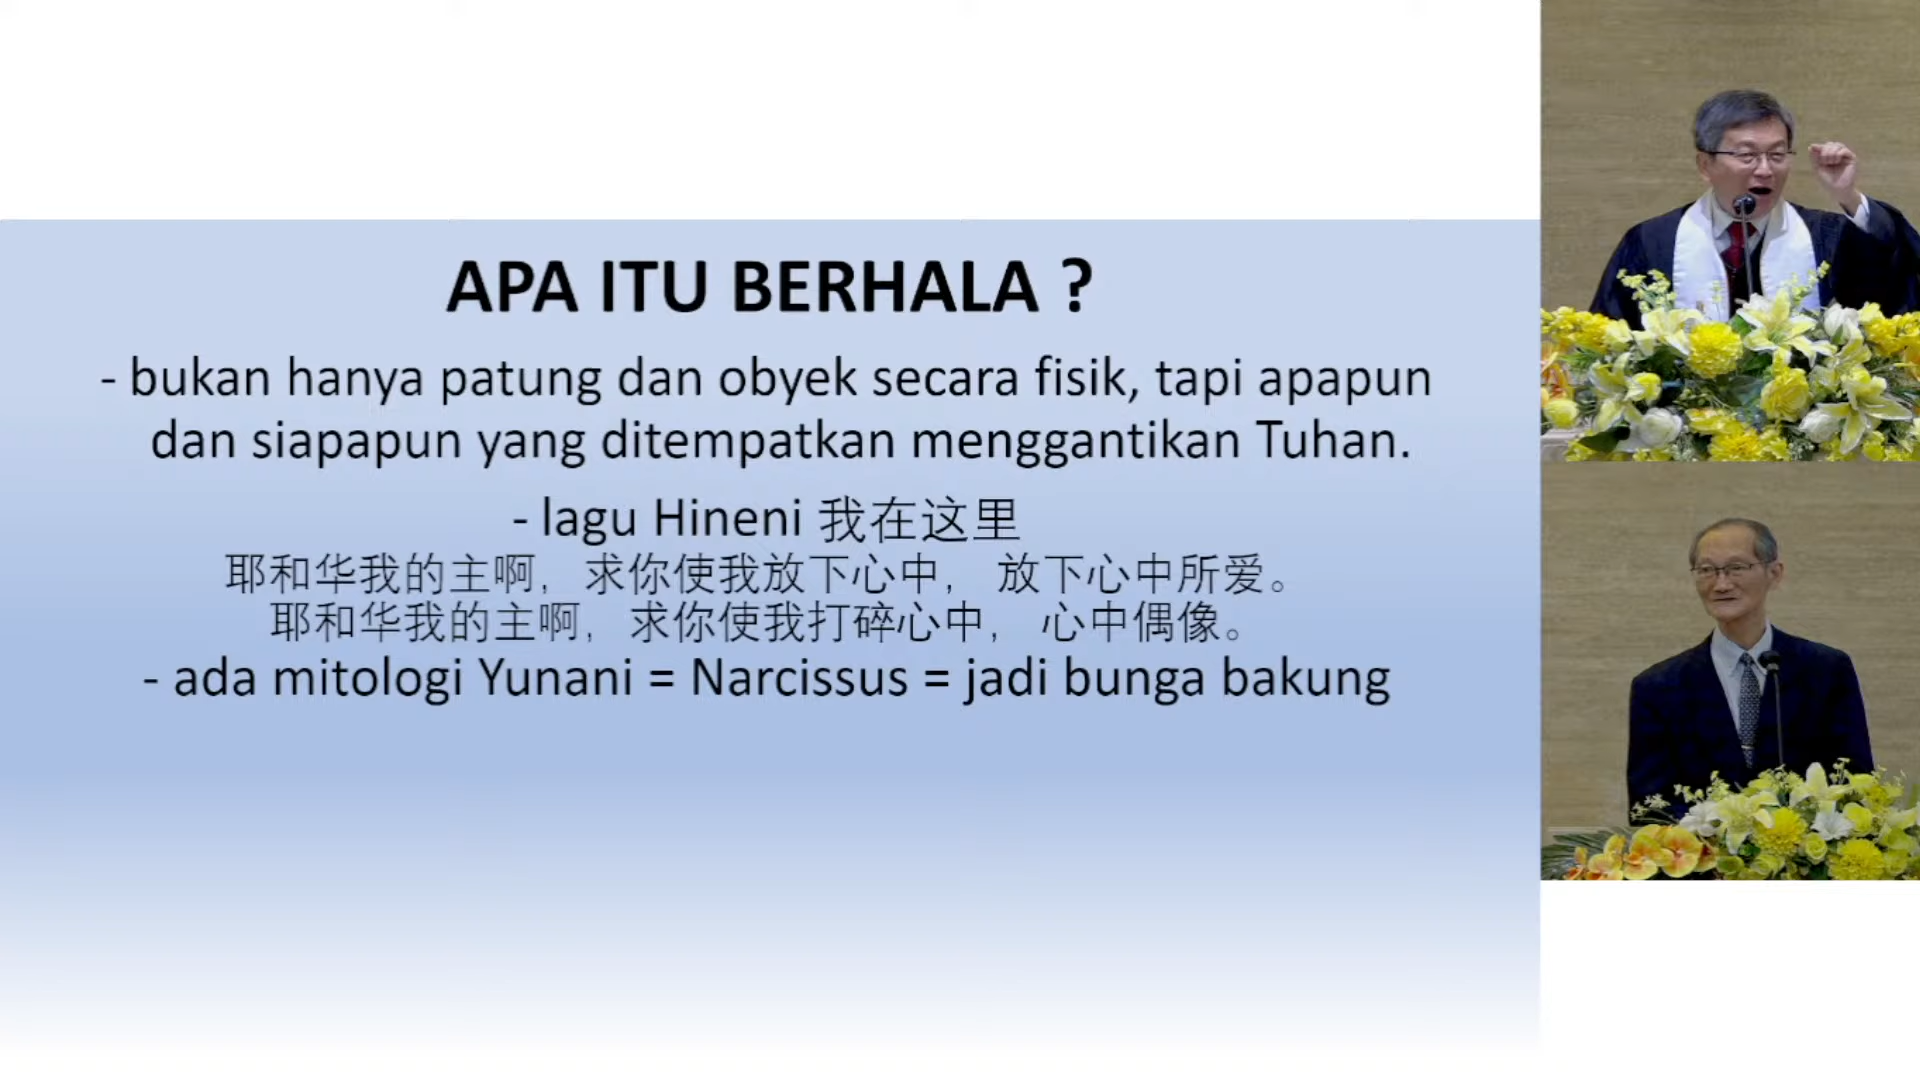 APA ITU BERHALA ?
- bukan hanya patung dan obyek secara fisik, tapi apapun
dan siapapun yang ditempatkan menggantikan Tuhan.
- lagu Hineni 我在这里
耶和华我的主啊, 求你使我放下心中, 放下心中所爱。
耶和华我的主啊, 求你使我打碎心中, 心中偶像。
- ada mitologi Yunani = Narcissus = jadi bunga bakung